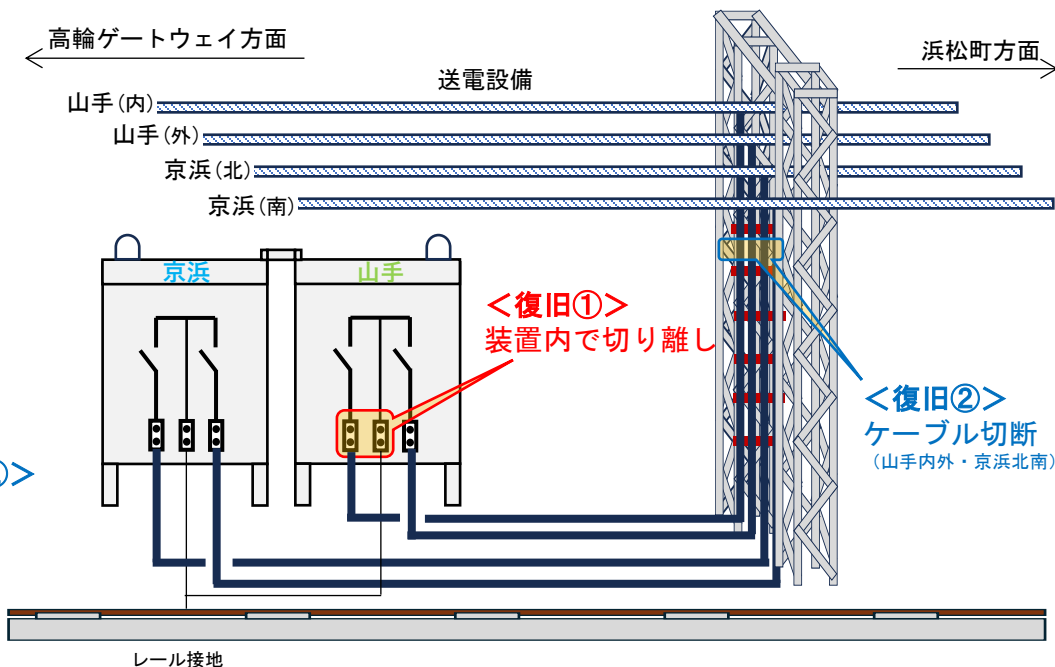 高輪ゲートウェイ方面
浜松町方面
送電設備
山手(内)
山手(外)
京浜(北)
京浜(南)
京浜
山手
＜復旧①＞
装置内で切り離し
＜復旧②＞
ケーブル切断
（山手内外・京浜北南）
＞
レール接地